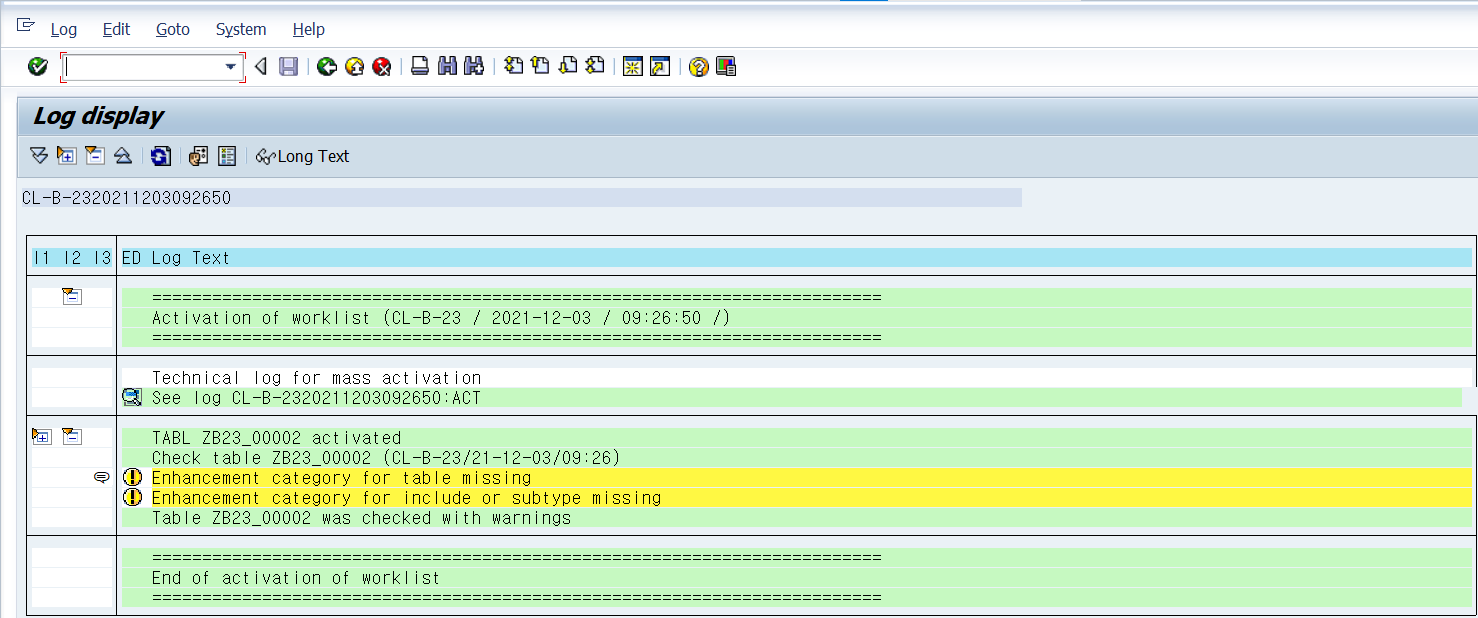 Log Edit Goto System Help
Log display
Long Text
CL-B-2320211203092650
I1 I2 I3 ED Log Text
=========================================================================
Activation of worklist (CL-B-23 / 2021-12-03 / 09:26:50 /)
=========================================================================
Technical log for mass activation
See log CL-B-2320211203092650:ACT
TABL ZB23_00002 activated
Check table ZB23_00002 (CL-B-23/21-12-03/09:26)
Enhancement category for table missing
Enhancement category for include or subtype missing
Table ZB23_00002 was checked with warnings
=========================================================================
End of activation of worklist
=========================================================================